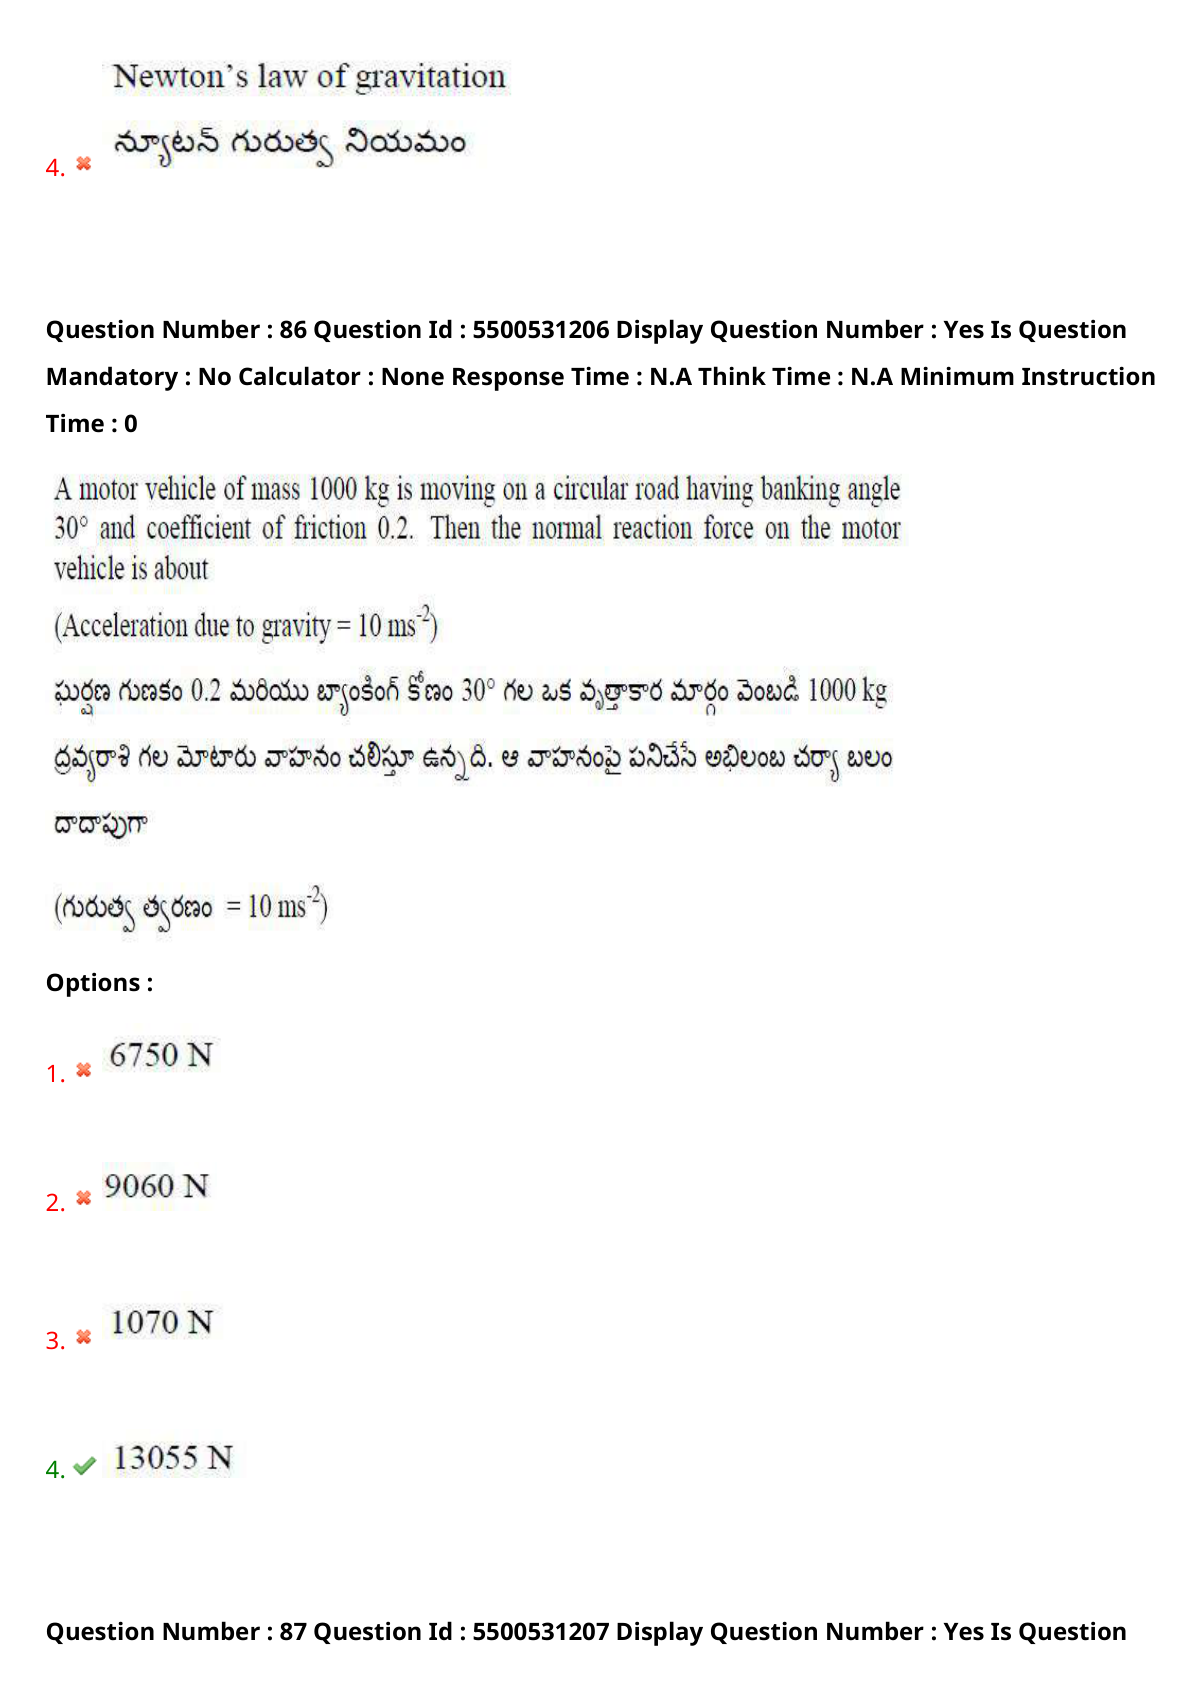 Newton’s law of gravitation
న్యూటన్ గురుత్వ నియమం
4.
Question Number : 86 Question Id : 5500531206 Display Question Number : Yes Is Question
Mandatory : No Calculator : None Response Time : N.A Think Time : N.A Minimum Instruction
Time : 0
A motor vehicle of mass 1000 kg is moving on a circular road having banking angle
30° and coefficient of friction 0.2. Then the normal reaction force on the motor
vehicle is about
(Acceleration due to gravity = 10 ms⁻²)
ఘర్షణ గుణకం 0.2 మరియు బ్యాంకింగ్ కోణం 30° గల ఒక వృత్తాకార మార్గం వెంబడి 1000 kg
ద్రవ్యరాశి గల మోటారు వాహనం చలిస్తూ ఉన్నది. ఆ వాహనంపై పనిచేసే అభిలంబ చర్యా బలం
దాదాపుగా
(గురుత్వ త్వరణం = 10 ms⁻²)
Options :
1. 6750 N
2. 9060 N
3. 1070 N
4. 13055 N
Question Number : 87 Question Id : 5500531207 Display Question Number : Yes Is Question